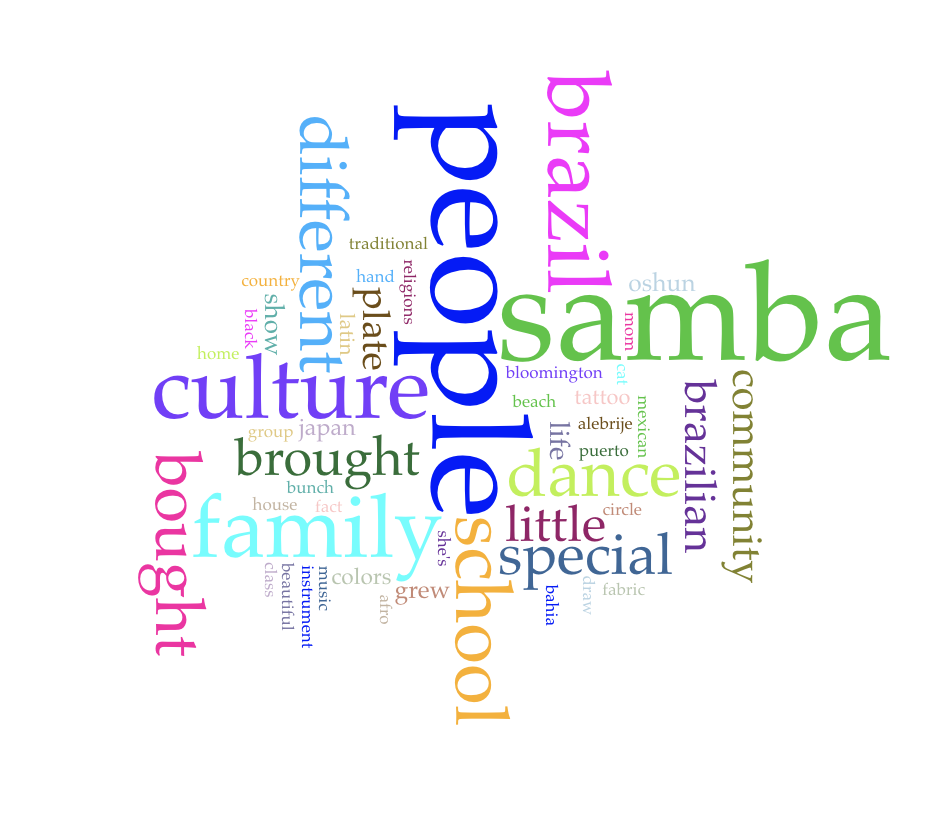 people
brazil
different
samba
oshun
traditional
religions
hand
country
plate
show
latin
black
mom
home
culture
bloomington
cat
tattoo
beach
mexican
brazilian
community
alebrije
life
japan
group
puerto
brought
dance
bought
bunch
family
house
fact
little
circle
school
special
she's
class
beautiful
instrument
music
colors
grew
afro
bahia
draw
fabric